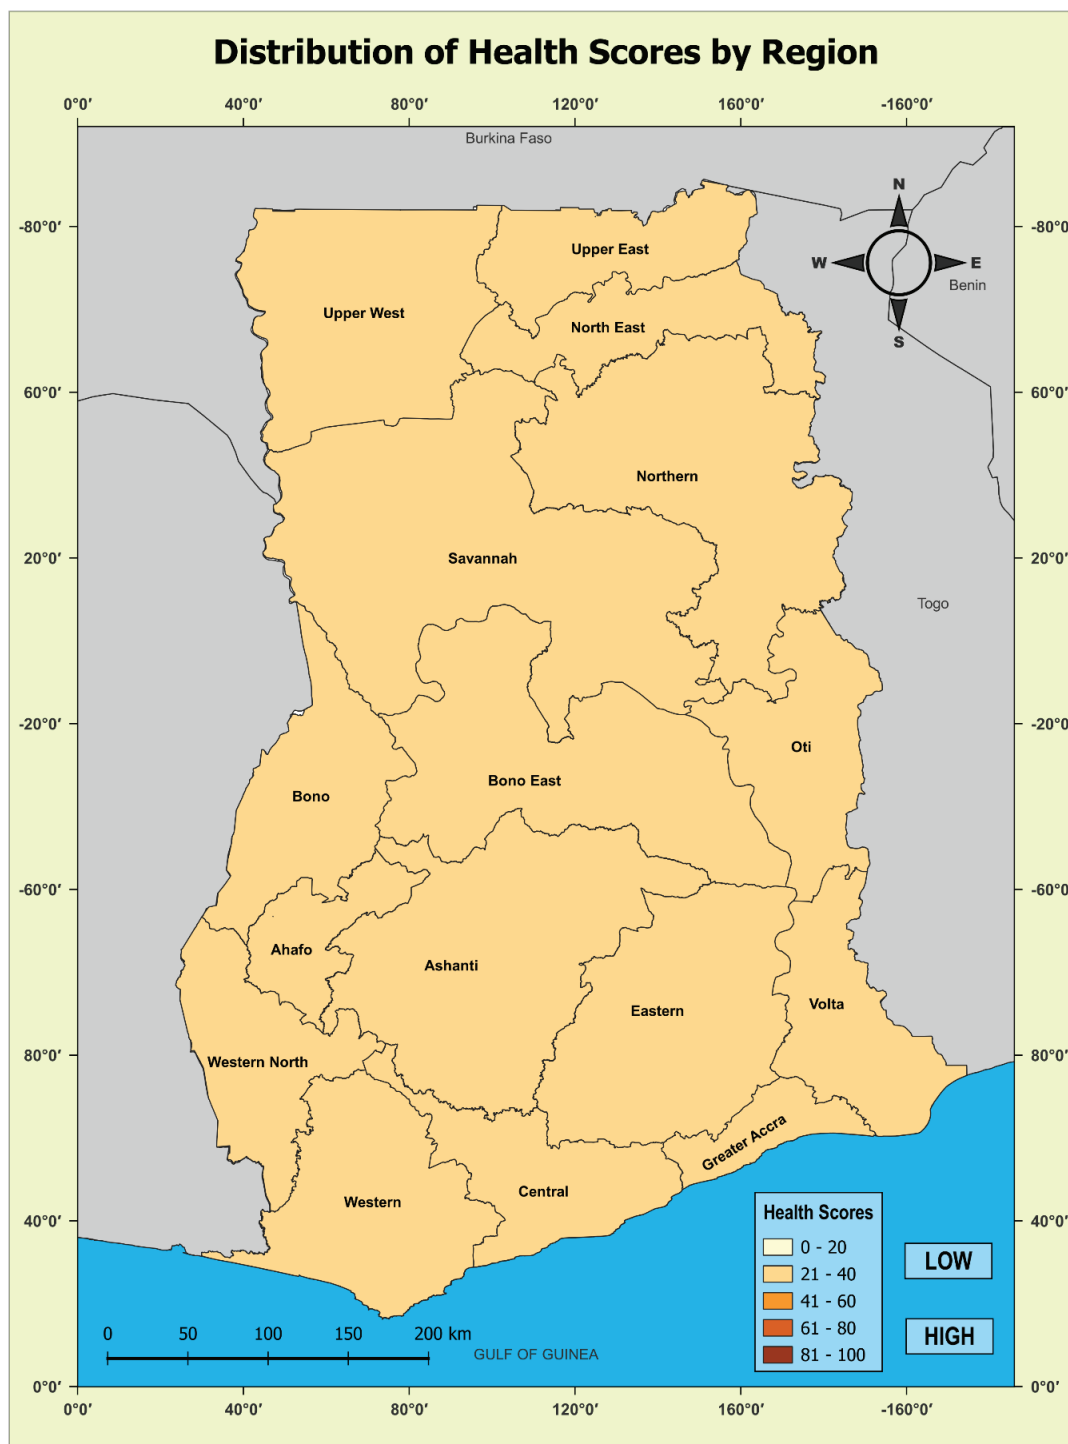 Distribution of Health Scores by Region
0°0′ 40°0′ 80°0′ 120°0′ 160°0′ -160°0′
Burkina Faso
N
-80°0′ -80°0′
Upper East
W E
Benin
Upper West
North East
S
60°0′ 60°0′
Northern
20°0′ Savannah 20°0′
Togo
-20°0′ -20°0′
Oti
Bono East
Bono
-60°0′ -60°0′
Ahafo
Ashanti
Volta
Eastern
80°0′ Western North 80°0′
Greater Accra
Central
Western
40°0′ 40°0′
Health Scores
0 - 20
21 - 40
41 - 60
61 - 80
81 - 100
LOW
HIGH
0 50 100 150 200 km
GULF OF GUINEA
0°0′ 0°0′
0°0′ 40°0′ 80°0′ 120°0′ 160°0′ -160°0′